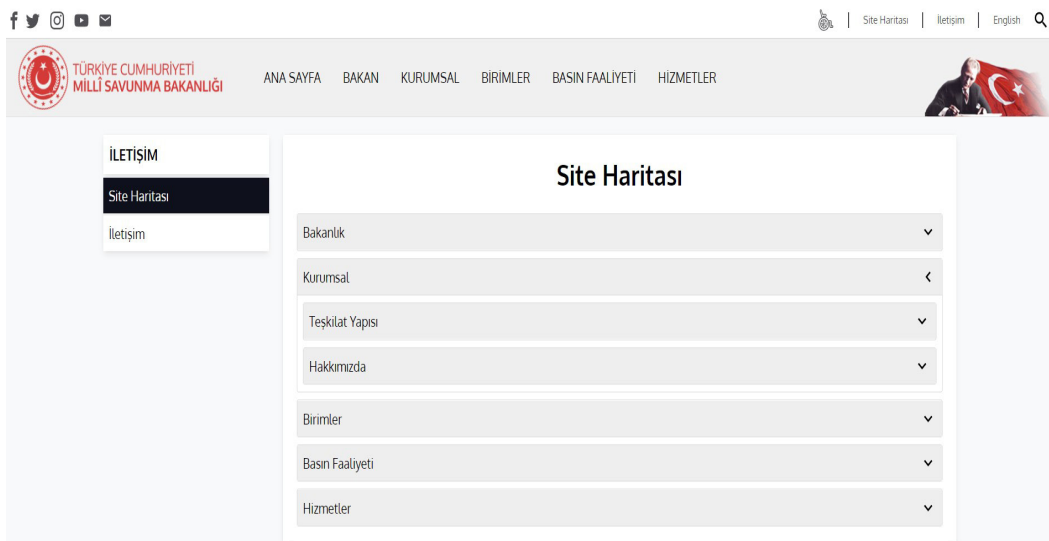 Site Haritası
İletişim
English
TÜRKİYE CUMHURİYETİ
MİLLÎ SAVUNMA BAKANLIĞI
ANA SAYFA
BAKAN
KURUMSAL
BİRİMLER
BASIN FAALİYETİ
HİZMETLER
İLETİŞİM
Site Haritası
İletişim
Site Haritası
Bakanlık
Kurumsal
Teşkilat Yapısı
Hakkımızda
Birimler
Basın Faaliyeti
Hizmetler